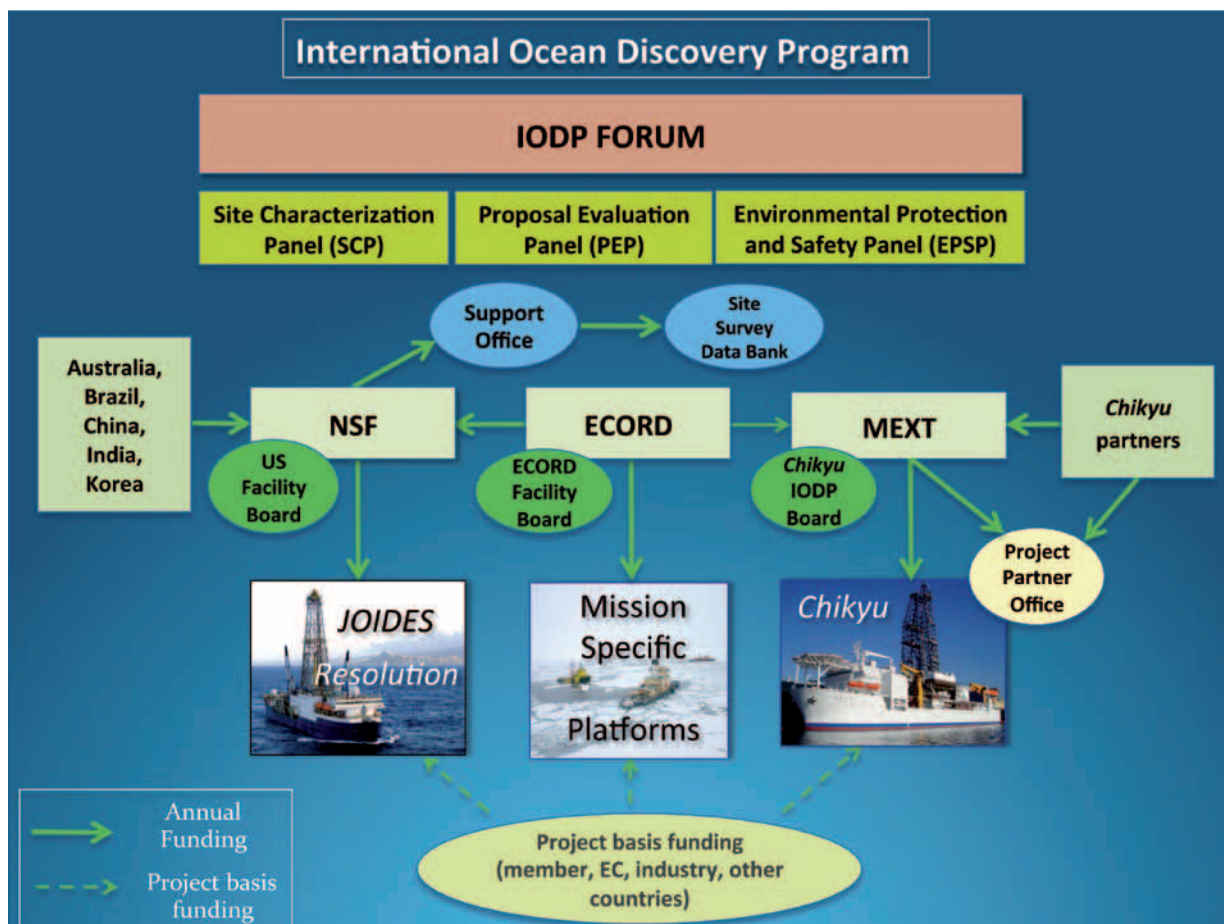 International Ocean Discovery Program
IODP FORUM
Site Characterization
Panel (SCP)
Proposal Evaluation
Panel (PEP)
Environmental Protection
and Safety Panel (EPSP)
Support
Office
Site
Survey
Data Bank
Australia,
Brazil,
China,
India,
Korea
NSF
ECORD
MEXT
Chikyu
partners
US
Facility
Board
ECORD
Facility
Board
Chikyu
IODP
Board
Project
Partner
Office
JOIDES
Resolution
Mission
Specific
Platforms
Chikyu
Annual
Funding
Project basis
funding
Project basis funding
(member, EC, industry, other
countries)